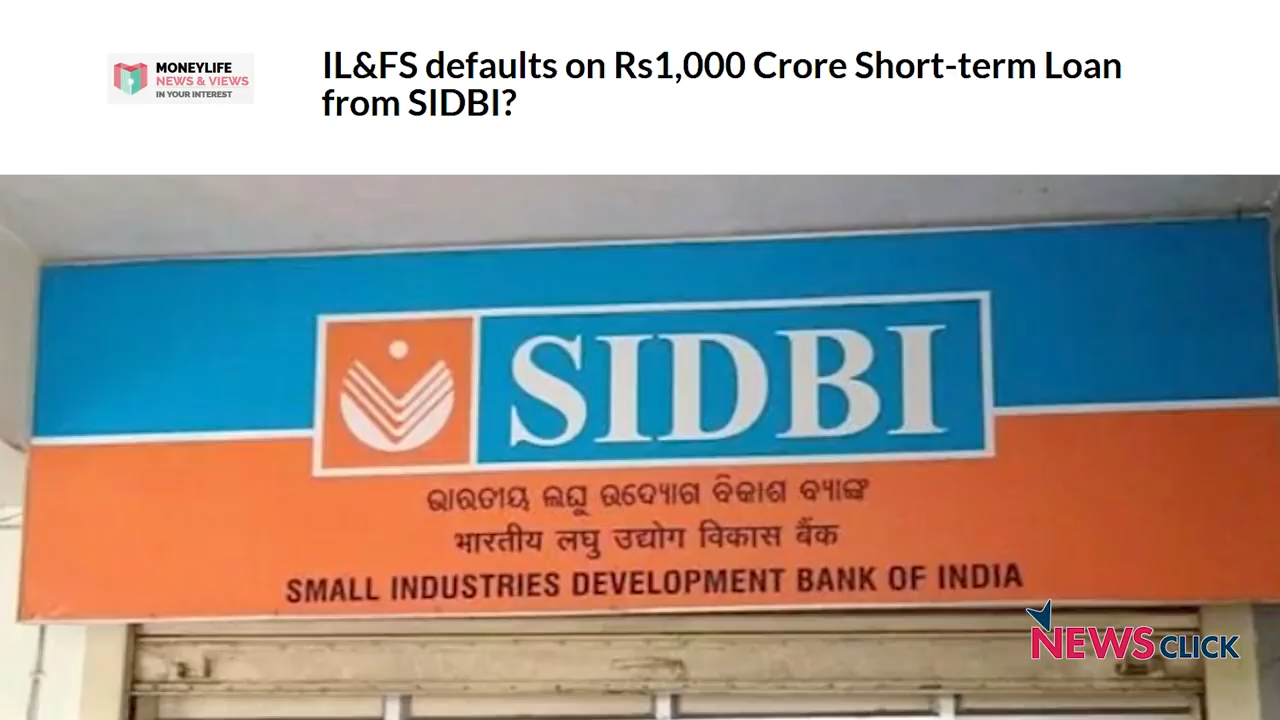 MONEYLIFE
NEWS & VIEWS
IN YOUR INTEREST
IL&FS defaults on Rs1,000 Crore Short-term Loan
from SIDBI?
SIDBI
ଭାରତୀୟ ଲଘୁ ଉଦ୍ୟୋଗ ବିକାଶ ବ୍ୟାଙ୍କ
भारतीय लघु उद्योग विकास बैंक
SMALL INDUSTRIES DEVELOPMENT BANK OF INDIA
NEWSCLICK